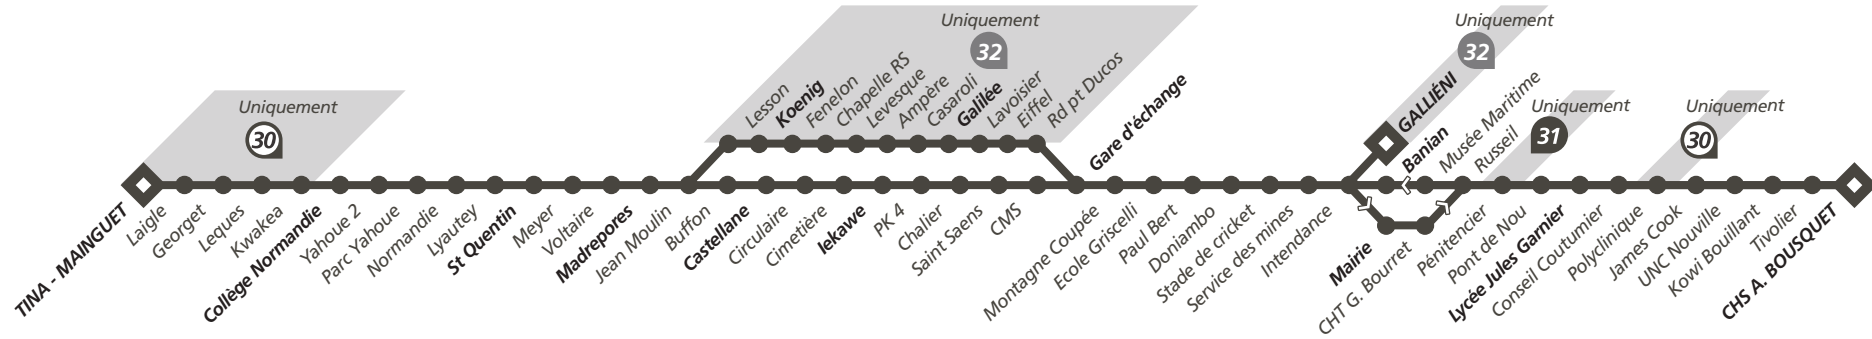 Uniquement
30
Uniquement
32
Uniquement
32
Uniquement
31
Uniquement
30
TINA - MAINGUET
Laigle
Georget
Leques
Kwakea
Collège Normandie
Yahoue 2
Parc Yahoue
Normandie
Lyautey
St Quentin
Meyer
Voltaire
Madrepores
Jean Moulin
Buffon
Lesson
Koenig
Fenelon
Chapelle RS
Levesque
Ampère
Casaroli
Galilée
Lavoisier
Eiffel
Rd pt Ducos
Castellane
Circulaire
Cimetière
Iekawe
PK 4
Chalier
Saint Saens
CMS
Gare d'échange
Montagne Coupée
Ecole Griscelli
Paul Bert
Doniambo
Stade de cricket
Service des mines
Intendance
GALLIÉNI
Banian
Musée Maritime
Russeil
Mairie
CHT G. Bourret
Pénitencier
Pont de Nou
Lycée Jules Garnier
Conseil Coutumier
Polyclinique
James Cook
UNC Nouville
Kowi Bouillant
Tivolier
CHS A. BOUSQUET